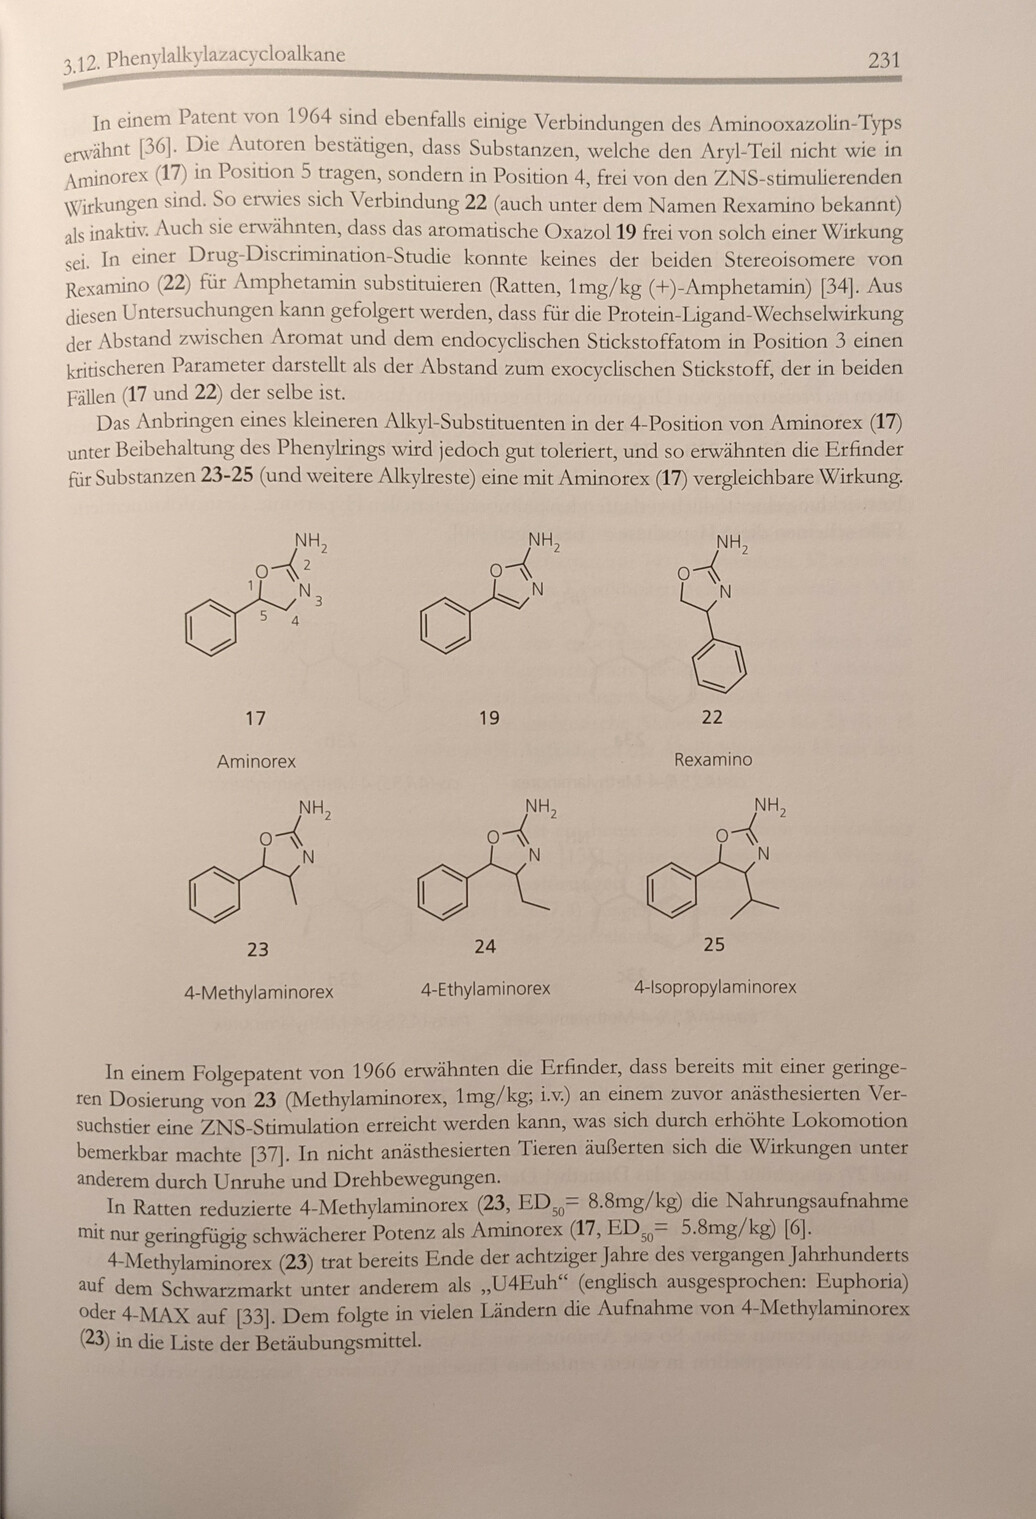 3.12. Phenylalkylazacycloalkane 231
In einem Patent von 1964 sind ebenfalls einige Verbindungen des Aminooxazolin-Typs
erwähnt [36]. Die Autoren bestätigen, dass Substanzen, welche den Aryl-Teil nicht wie in
Aminorex (17) in Position 5 tragen, sondern in Position 4, frei von den ZNS-stimulierenden
Wirkungen sind. So erwies sich Verbindung 22 (auch unter dem Namen Rexamino bekannt)
als inaktiv. Auch sie erwähnten, dass das aromatische Oxazol 19 frei von solch einer Wirkung
sei. In einer Drug-Discrimination-Studie konnte keines der beiden Stereoisomere von
Rexamino (22) für Amphetamin substituieren (Ratten, 1mg/kg (+)-Amphetamin) [34]. Aus
diesen Untersuchungen kann gefolgert werden, dass für die Protein-Ligand-Wechselwirkung
der Abstand zwischen Aromat und dem endocyclischen Stickstoffatom in Position 3 einen
kritischeren Parameter darstellt als der Abstand zum exocyclischen Stickstoff, der in beiden
Fällen (17 und 22) der selbe ist.
Das Anbringen eines kleineren Alkyl-Substituenten in der 4-Position von Aminorex (17)
unter Beibehaltung des Phenylrings wird jedoch gut toleriert, und so erwähnten die Erfinder
für Substanzen 23-25 (und weitere Alkylreste) eine mit Aminorex (17) vergleichbare Wirkung.
NH2 NH2 NH2
O 2 O O
1 N 3 N N
5 4
17 19 22
Aminorex Rexamino
NH2 NH2 NH2
O O O
N N N
23 24 25
4-Methylaminorex 4-Ethylaminorex 4-Isopropylaminorex
In einem Folgepatent von 1966 erwähnten die Erfinder, dass bereits mit einer geringe-
ren Dosierung von 23 (Methylaminorex, 1mg/kg; i.v.) an einem zuvor anästhesierten Ver-
suchstier eine ZNS-Stimulation erreicht werden kann, was sich durch erhöhte Lokomotion
bemerkbar machte [37]. In nicht anästhesierten Tieren äußerten sich die Wirkungen unter
anderem durch Unruhe und Drehbewegungen.
In Ratten reduzierte 4-Methylaminorex (23, ED50= 8.8mg/kg) die Nahrungsaufnahme
mit nur geringfügig schwächerer Potenz als Aminorex (17, ED50= 5.8mg/kg) [6].
4-Methylaminorex (23) trat bereits Ende der achtziger Jahre des vergangen Jahrhunderts
auf dem Schwarzmarkt unter anderem als „U4Euh“ (englisch ausgesprochen: Euphoria)
oder 4-MAX auf [33]. Dem folgte in vielen Ländern die Aufnahme von 4-Methylaminorex
(23) in die Liste der Betäubungsmittel.